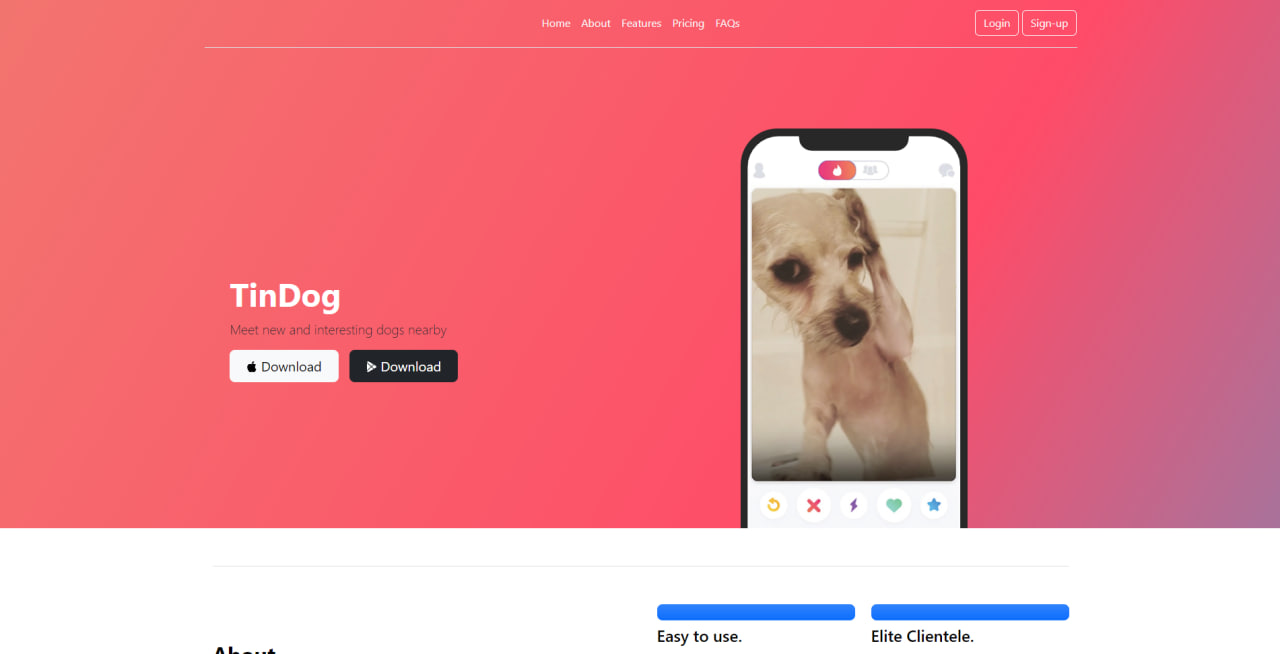 Home About Features Pricing FAQs Login Sign-up
TinDog
Meet new and interesting dogs nearby
Download Download
Easy to use. Elite Clientele.
About